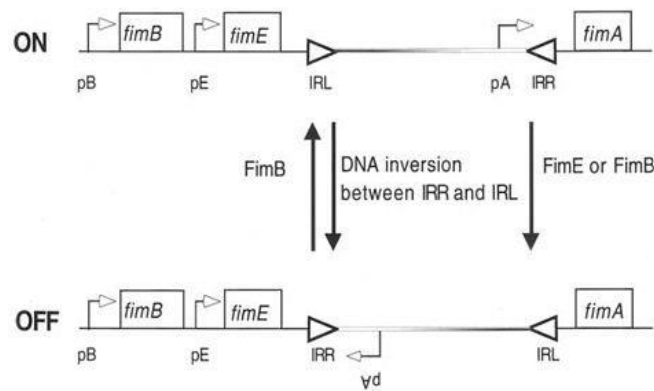 ON
fimB fimE fimA
pB pE IRL pA IRR
FimB
DNA inversion
between IRR and IRL
FimE or FimB
OFF
fimB fimE fimA
pB pE IRR IRL
pA